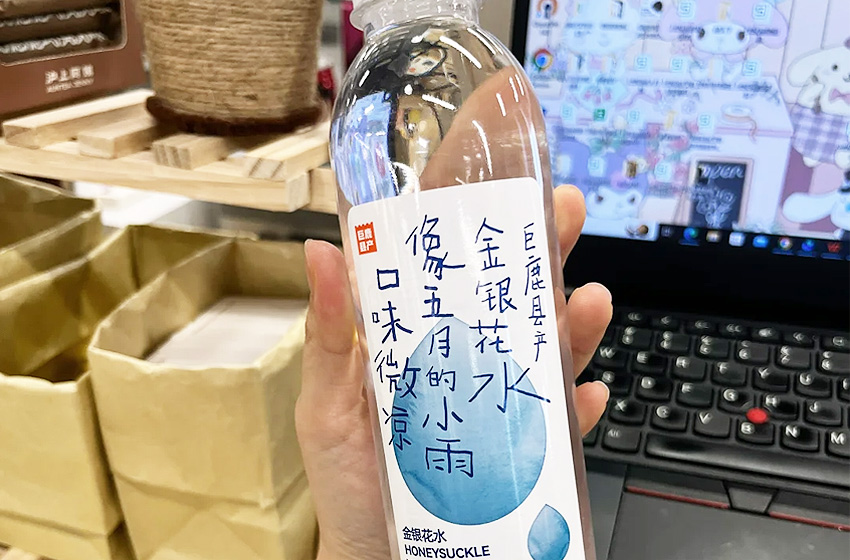 巨鹿县产
金银花水
像五月的小雨
口味微凉
巨鹿
县产
金银花水
HONEYSUCKLE
沪上阿姨
open